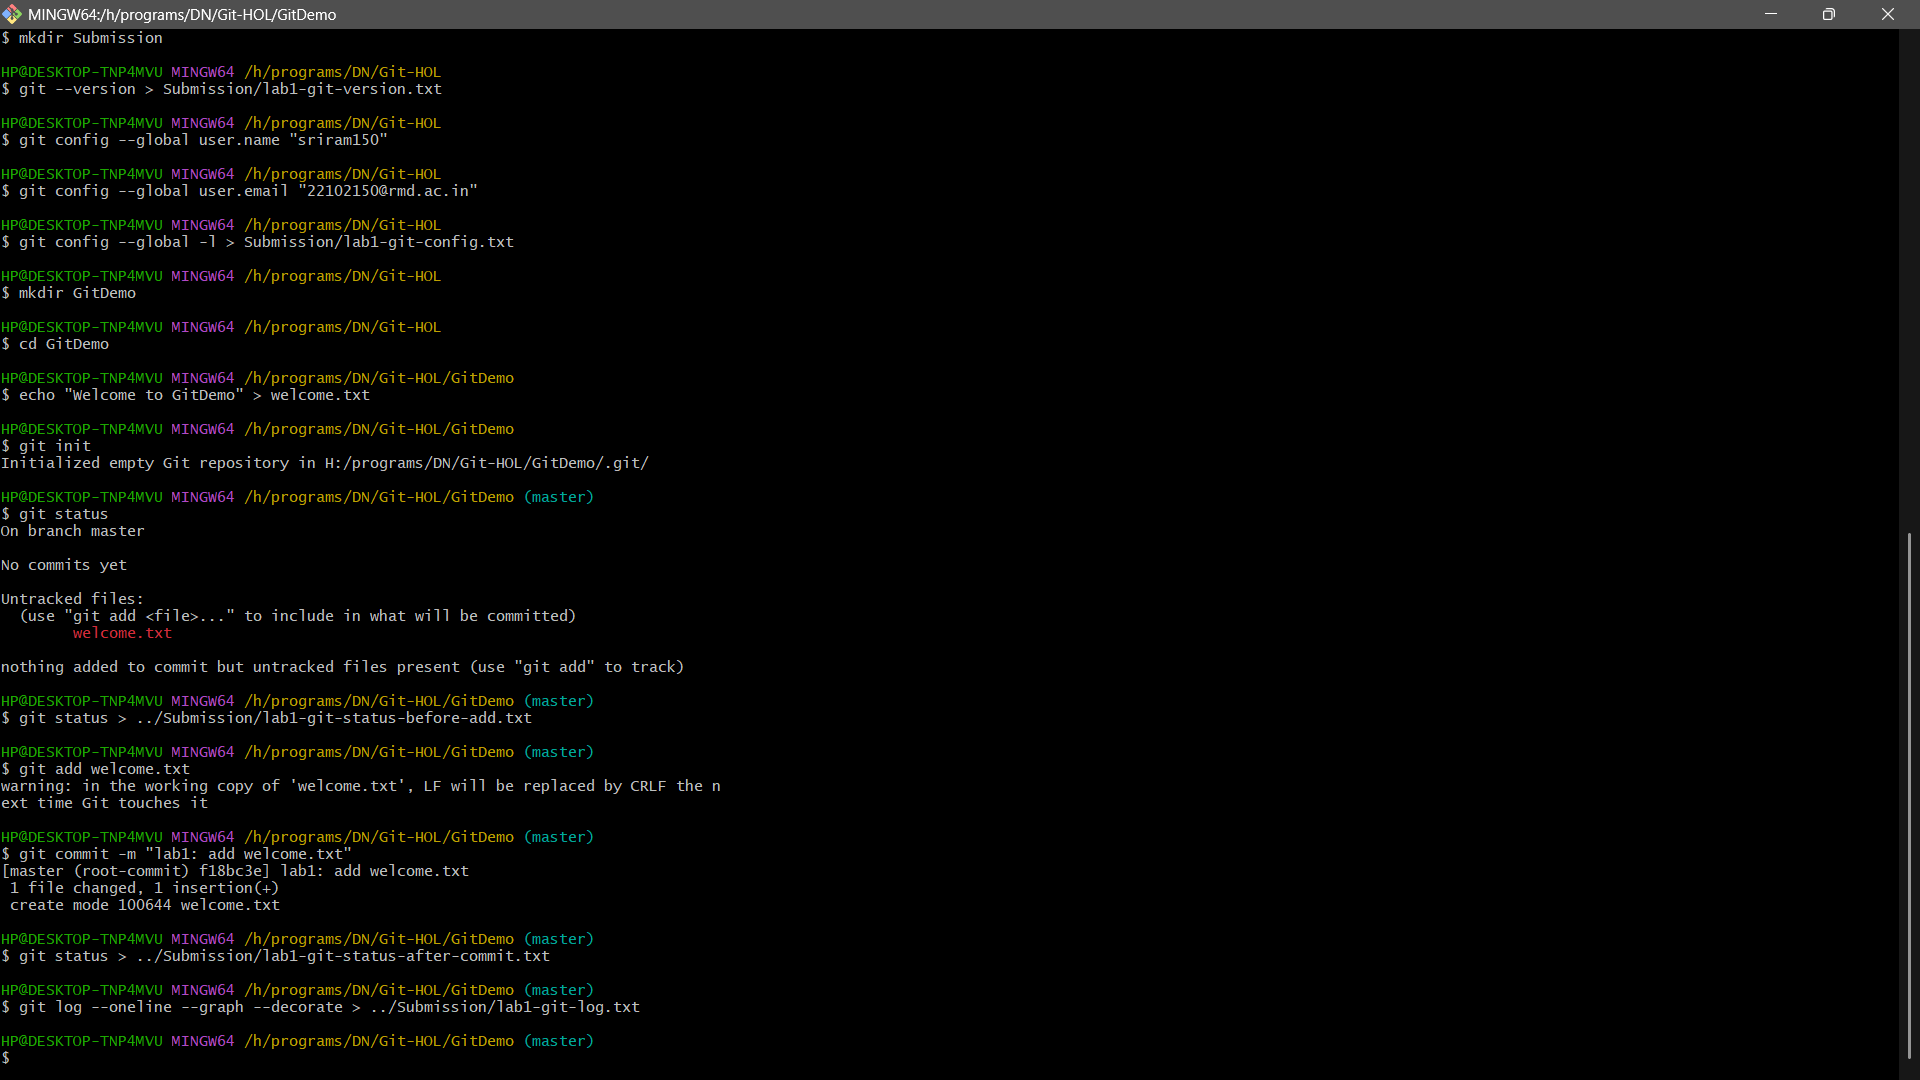 MINGW64:/h/programs/DN/Git-HOL/GitDemo
$ mkdir Submission

HP@DESKTOP-TNP4MVU MINGW64 /h/programs/DN/Git-HOL
$ git --version > Submission/lab1-git-version.txt

HP@DESKTOP-TNP4MVU MINGW64 /h/programs/DN/Git-HOL
$ git config --global user.name "sriram150"

HP@DESKTOP-TNP4MVU MINGW64 /h/programs/DN/Git-HOL
$ git config --global user.email "22102150@rmd.ac.in"

HP@DESKTOP-TNP4MVU MINGW64 /h/programs/DN/Git-HOL
$ git config --global -l > Submission/lab1-git-config.txt

HP@DESKTOP-TNP4MVU MINGW64 /h/programs/DN/Git-HOL
$ mkdir GitDemo

HP@DESKTOP-TNP4MVU MINGW64 /h/programs/DN/Git-HOL
$ cd GitDemo

HP@DESKTOP-TNP4MVU MINGW64 /h/programs/DN/Git-HOL/GitDemo
$ echo "Welcome to GitDemo" > welcome.txt

HP@DESKTOP-TNP4MVU MINGW64 /h/programs/DN/Git-HOL/GitDemo
$ git init
Initialized empty Git repository in H:/programs/DN/Git-HOL/GitDemo/.git/

HP@DESKTOP-TNP4MVU MINGW64 /h/programs/DN/Git-HOL/GitDemo (master)
$ git status
On branch master

No commits yet

Untracked files:
  (use "git add <file>..." to include in what will be committed)
        welcome.txt

nothing added to commit but untracked files present (use "git add" to track)

HP@DESKTOP-TNP4MVU MINGW64 /h/programs/DN/Git-HOL/GitDemo (master)
$ git status > ../Submission/lab1-git-status-before-add.txt

HP@DESKTOP-TNP4MVU MINGW64 /h/programs/DN/Git-HOL/GitDemo (master)
$ git add welcome.txt
warning: in the working copy of 'welcome.txt', LF will be replaced by CRLF the n
ext time Git touches it

HP@DESKTOP-TNP4MVU MINGW64 /h/programs/DN/Git-HOL/GitDemo (master)
$ git commit -m "lab1: add welcome.txt"
[master (root-commit) f18bc3e] lab1: add welcome.txt
 1 file changed, 1 insertion(+)
 create mode 100644 welcome.txt

HP@DESKTOP-TNP4MVU MINGW64 /h/programs/DN/Git-HOL/GitDemo (master)
$ git status > ../Submission/lab1-git-status-after-commit.txt

HP@DESKTOP-TNP4MVU MINGW64 /h/programs/DN/Git-HOL/GitDemo (master)
$ git log --oneline --graph --decorate > ../Submission/lab1-git-log.txt

HP@DESKTOP-TNP4MVU MINGW64 /h/programs/DN/Git-HOL/GitDemo (master)
$